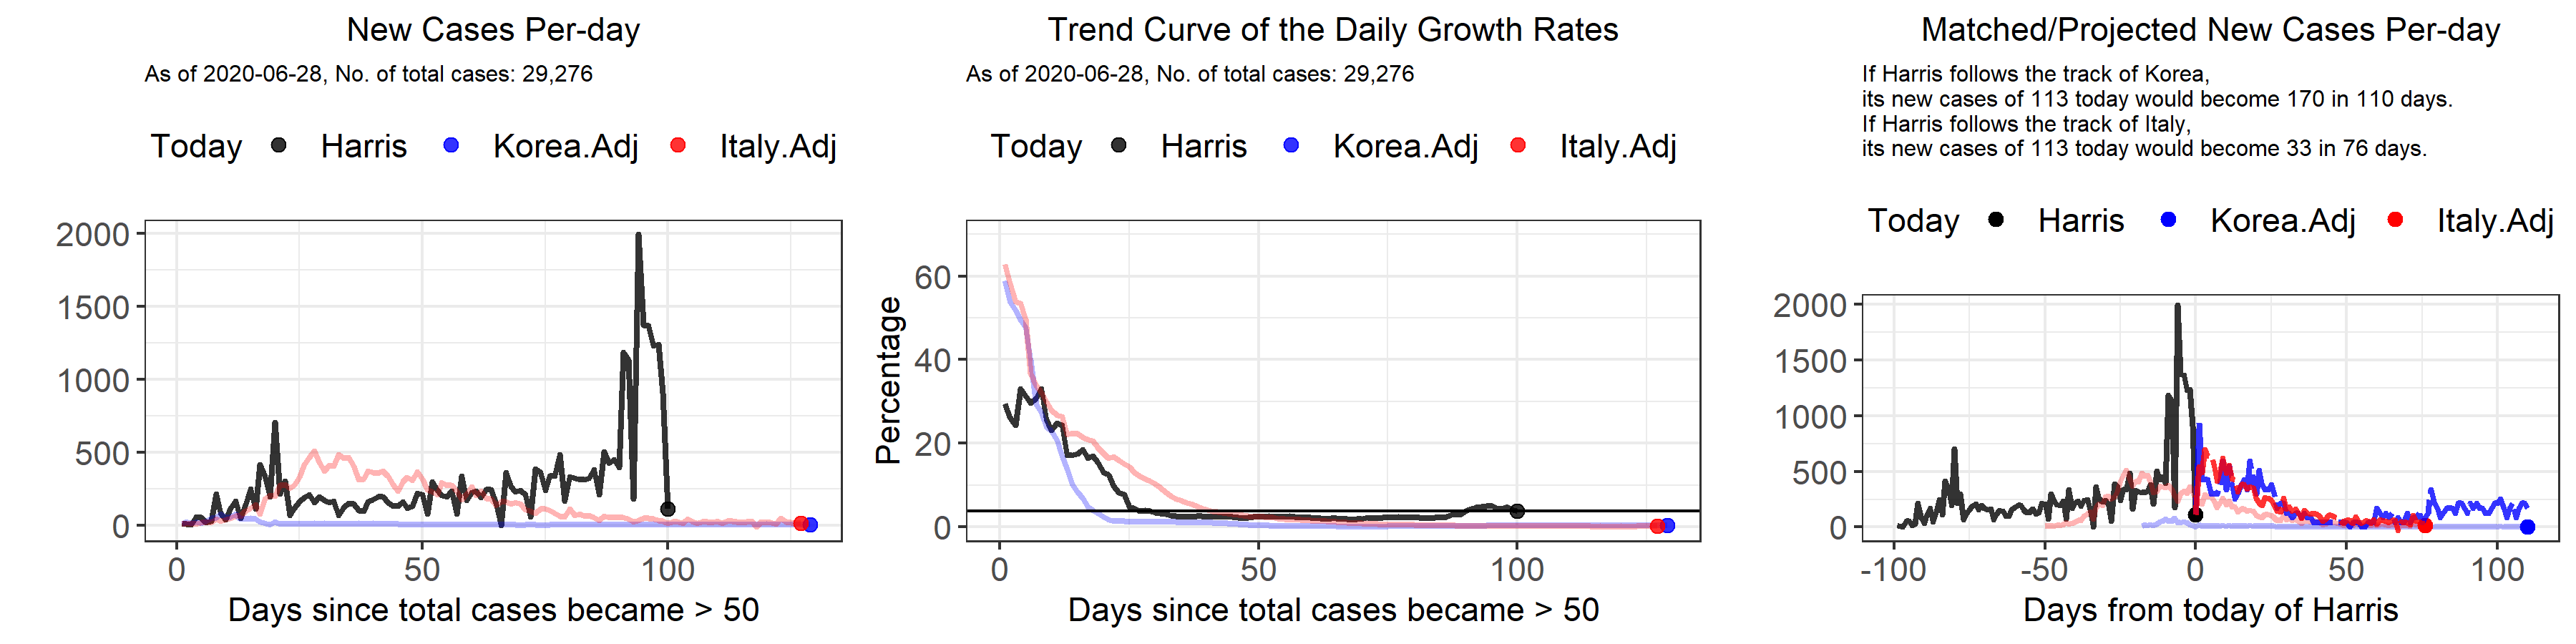 New Cases Per-day
As of 2020-06-28, No. of total cases: 29,276
Today Harris Korea.Adj Italy.Adj
2000
1500
1000
500
0
0 50 100
Days since total cases became > 50
Trend Curve of the Daily Growth Rates
As of 2020-06-28, No. of total cases: 29,276
Today Harris Korea.Adj Italy.Adj
Percentage
60
40
20
0
0 50 100
Days since total cases became > 50
Matched/Projected New Cases Per-day
If Harris follows the track of Korea,
its new cases of 113 today would become 170 in 110 days.
If Harris follows the track of Italy,
its new cases of 113 today would become 33 in 76 days.
Today Harris Korea.Adj Italy.Adj
2000
1500
1000
500
0
-100 -50 0 50 100
Days from today of Harris